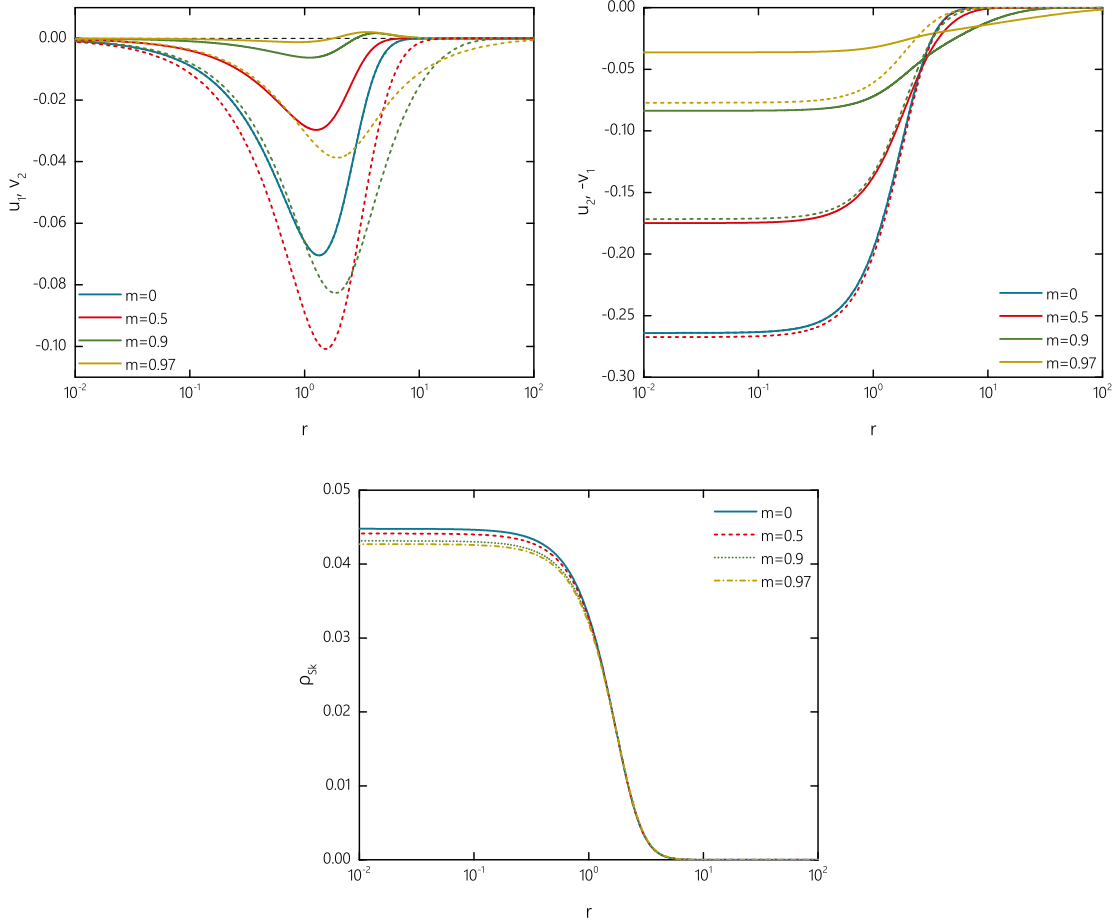 0.00
-0.02
-0.04
-0.06
-0.08
-0.10
u₁, v₂
m=0
m=0.5
m=0.9
m=0.97
10⁻² 10⁻¹ 10⁰ 10¹ 10²
r
0.00
-0.05
-0.10
-0.15
-0.20
-0.25
-0.30
u₂, -v₁
m=0
m=0.5
m=0.9
m=0.97
10⁻² 10⁻¹ 10⁰ 10¹ 10²
r
0.05
0.04
0.03
0.02
0.01
0.00
ρSk
m=0
m=0.5
m=0.9
m=0.97
10⁻² 10⁻¹ 10⁰ 10¹ 10²
r